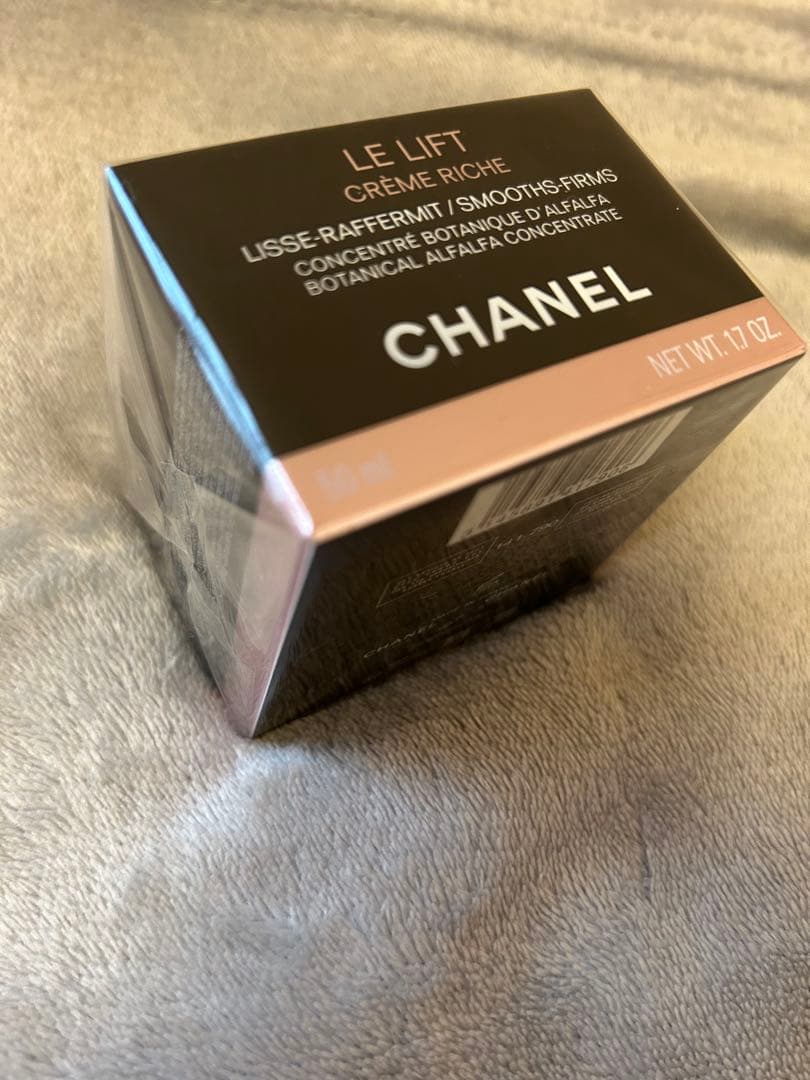 LE LIFT
CRÈME RICHE
LISSE-RAFFERMIT / SMOOTHS-FIRMS
CONCENTRÉ BOTANIQUE D'ALFALFA
BOTANICAL ALFALFA CONCENTRATE
CHANEL
50 ml
NET WT. 1.7 OZ.
CHANEL